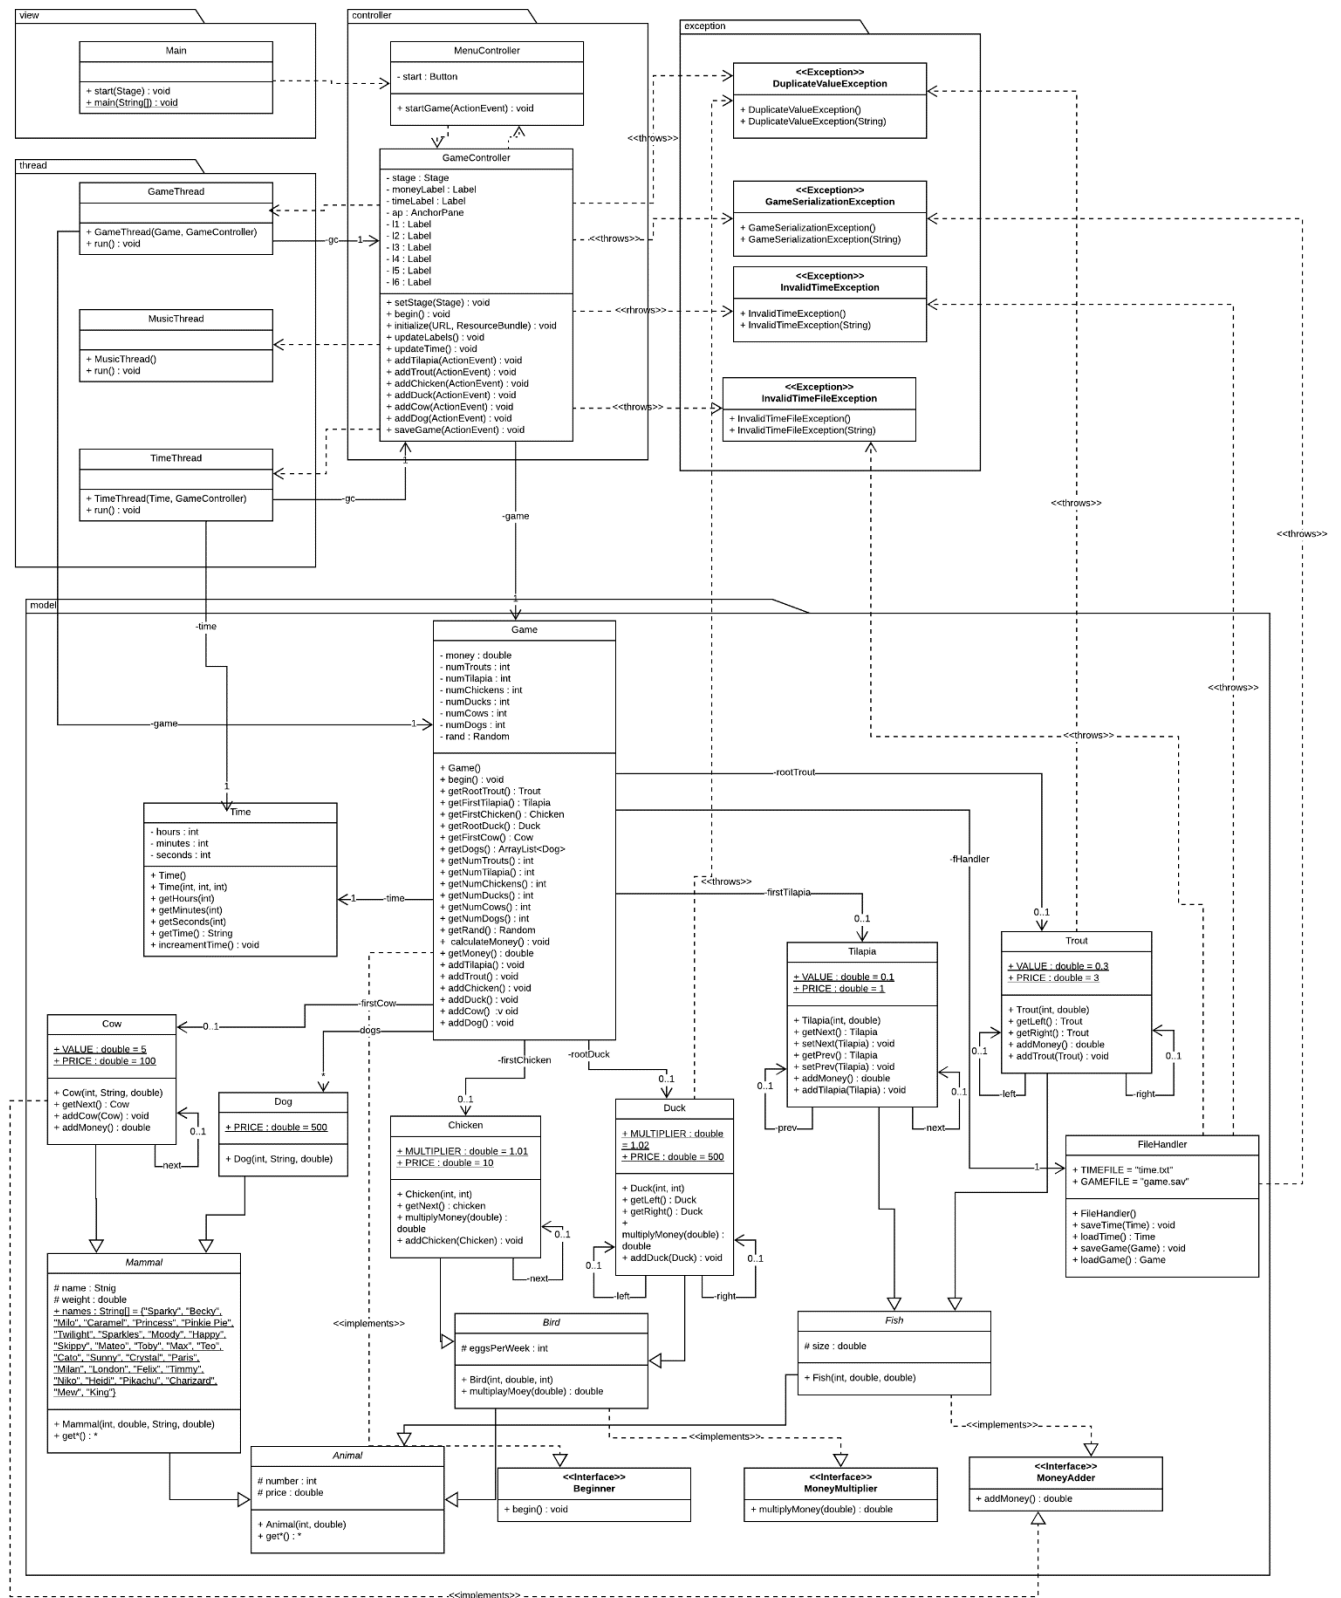 view
Main
+ start(Stage) : void
+ main(String[]) : void
controller
MenuController
- start : Button
+ startGame(ActionEvent) : void
GameController
- stage : Stage
- moneyLabel : Label
- timeLabel : Label
- ap : AnchorPane
- l1 : Label
- l2 : Label
- l3 : Label
- l4 : Label
- l5 : Label
- l6 : Label
+ setStage(Stage) : void
+ begin() : void
+ initialize(URL, ResourceBundle) : void
+ updateLabels() : void
+ updateTime() : void
+ addTilapia(ActionEvent) : void
+ addTrout(ActionEvent) : void
+ addChicken(ActionEvent) : void
+ addDuck(ActionEvent) : void
+ addCow(ActionEvent) : void
+ addDog(ActionEvent) : void
+ saveGame(ActionEvent) : void
exception
<<Exception>>
DuplicateValueException
+ DuplicateValueException()
+ DuplicateValueException(String)
<<Exception>>
GameSerializationException
+ GameSerializationException()
+ GameSerializationException(String)
<<Exception>>
InvalidTimeException
+ InvalidTimeException()
+ InvalidTimeException(String)
<<Exception>>
InvalidTimeFileException
+ InvalidTimeFileException()
+ InvalidTimeFileException(String)
<<throws>>
<<throws>>
<<rhrows>>
<<throws>>
<<throws>>
<<throws>>
<<throws>>
<<throws>>
<<throws>>
thread
GameThread
+ GameThread(Game, GameController)
+ run() : void
-gc
1
MusicThread
+ MusicThread()
+ run() : void
TimeThread
+ TimeThread(Time, GameController)
+ run() : void
-gc
1
-game
1
-time
1
-game
1
model
Game
- money : double
- numTrouts : int
- numTilapia : int
- numChickens : int
- numDucks : int
- numCows : int
- numDogs : int
- rand : Random
+ Game()
+ begin() : void
+ getRootTrout() : Trout
+ getFirstTilapia() : Tilapia
+ getFirstChicken() : Chicken
+ getRootDuck() : Duck
+ getFirstCow() : Cow
+ getDogs() : ArrayList<Dog>
+ getNumTrouts() : int
+ getNumTilapia() : int
+ getNumChickens() : int
+ getNumDucks() : int
+ getNumCows() : int
+ getNumDogs() : int
+ getRand() : Random
+ calculateMoney() : void
+ getMoney() : double
+ addTilapia() : void
+ addTrout() : void
+ addChicken() : void
+ addDuck() : void
+ addCow() :v oid
+ addDog() : void
Time
- hours : int
- minutes : int
- seconds : int
+ Time()
+ Time(int, int, int)
+ getHours(int)
+ getMinutes(int)
+ getSeconds(int)
+ getTime() : String
+ increamentTime() : void
1
-time
-rootTrout
0..1
-fHandler
1
-firstTilapia
0..1
-firstCow
0..1
-dogs
*
-firstChicken
0..1
-rootDuck
0..1
Tilapia
+ VALUE : double = 0.1
+ PRICE : double = 1
+ Tilapia(int, double)
+ getNext() : Tilapia
+ setNext(Tilapia) : void
+ getPrev() : Tilapia
+ setPrev(Tilapia) : void
+ addMoney() : double
+ addTilapia(Tilapia) : void
0..1
-prev
0..1
-next
Trout
+ VALUE : double = 0.3
+ PRICE : double = 3
+ Trout(int, double)
+ getLeft() : Trout
+ getRight() : Trout
+ addMoney() : double
+ addTrout(Trout) : void
0..1
-left
0..1
-right
Cow
+ VALUE : double = 5
+ PRICE : double = 100
+ Cow(int, String, double)
+ getNext() : Cow
+ addCow(Cow) : void
+ addMoney() : double
0..1
-next
Dog
+ PRICE : double = 500
+ Dog(int, String, double)
Chicken
+ MULTIPLIER : double = 1.01
+ PRICE : double = 10
+ Chicken(int, int)
+ getNext() : chicken
+ multiplyMoney(double) :
double
+ addChicken(Chicken) : void
0..1
-next
Duck
+ MULTIPLIER : double
= 1.02
+ PRICE : double = 500
+ Duck(int, int)
+ getLeft() : Duck
+ getRight() : Duck
+
multiplyMoney(double) :
double
+ addDuck(Duck) : void
0..1
-left
0..1
-right
FileHandler
+ TIMEFILE = "time.txt"
+ GAMEFILE = "game.sav"
+ FileHandler()
+ saveTime(Time) : void
+ loadTime() : Time
+ saveGame(Game) : void
+ loadGame() : Game
Mammal
# name : Stnig
# weight : double
+ names : String[] = {"Sparky", "Becky",
"Milo", "Caramel", "Princess", "Pinkie Pie",
"Twilight", "Sparkles", "Moody", "Happy",
"Skippy", "Mateo", "Toby", "Max", "Teo",
"Cato", "Sunny", "Crystal", "Paris",
"Milan", "London", "Felix", "Timmy",
"Niko", "Heidi", "Pikachu", "Charizard",
"Mew", "King"}
+ Mammal(int, double, String, double)
+ get*() : *
<<implements>>
Bird
# eggsPerWeek : int
+ Bird(int, double, int)
+ multiplayMoey(double) : double
Fish
# size : double
+ Fish(int, double, double)
<<implements>>
<<implements>>
Animal
# number : int
# price : double
+ Animal(int, double)
+ get*() : *
<<Interface>>
Beginner
+ begin() : void
<<Interface>>
MoneyMultiplier
+ multiplyMoney(double) : double
<<Interface>>
MoneyAdder
+ addMoney() : double
<<implements>>